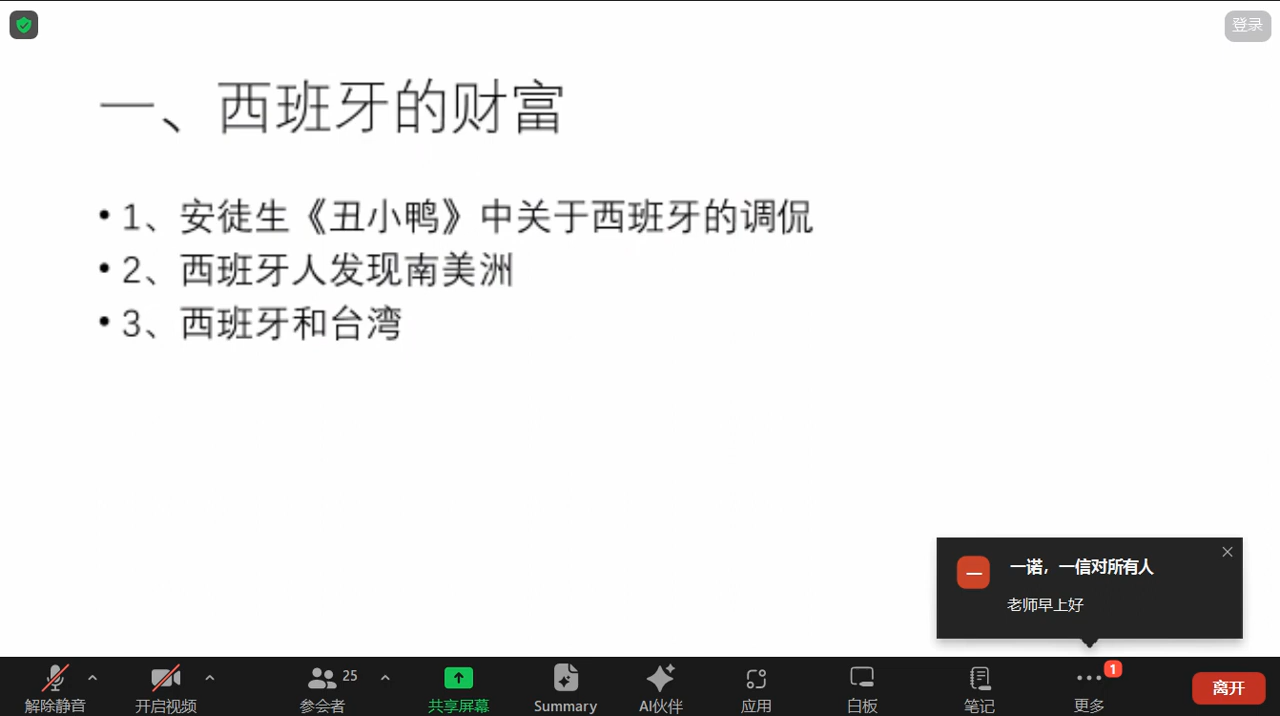 登录
一、西班牙的财富
• 1、安徒生《丑小鸭》中关于西班牙的调侃
• 2、西班牙人发现南美洲
• 3、西班牙和台湾
一诺，一信对所有人
老师早上好
解除静音
开启视频
25
参会者
共享屏幕
Summary
AI伙伴
应用
白板
笔记
1
更多
离开